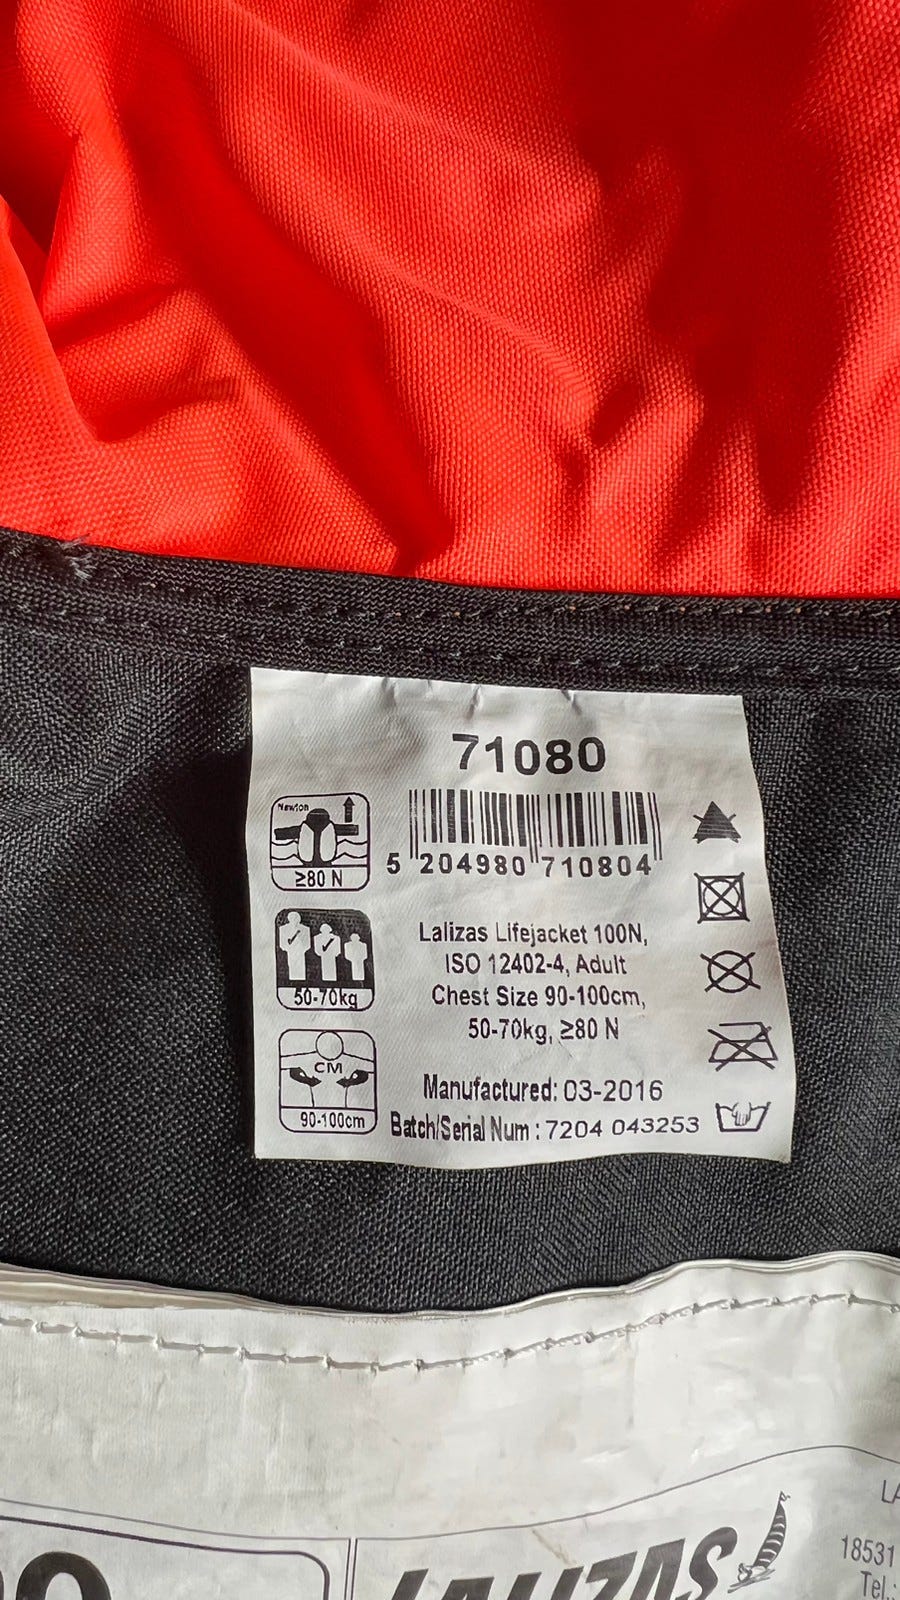 71080
Newton
≥80 N
5 204980 710804
50-70kg
Lalizas Lifejacket 100N,
ISO 12402-4, Adult
Chest Size 90-100cm,
50-70kg, ≥80 N
CM
90-100cm
Manufactured: 03-2016
Batch/Serial Num : 7204 043253
LALIZAS
18531
Tel.: